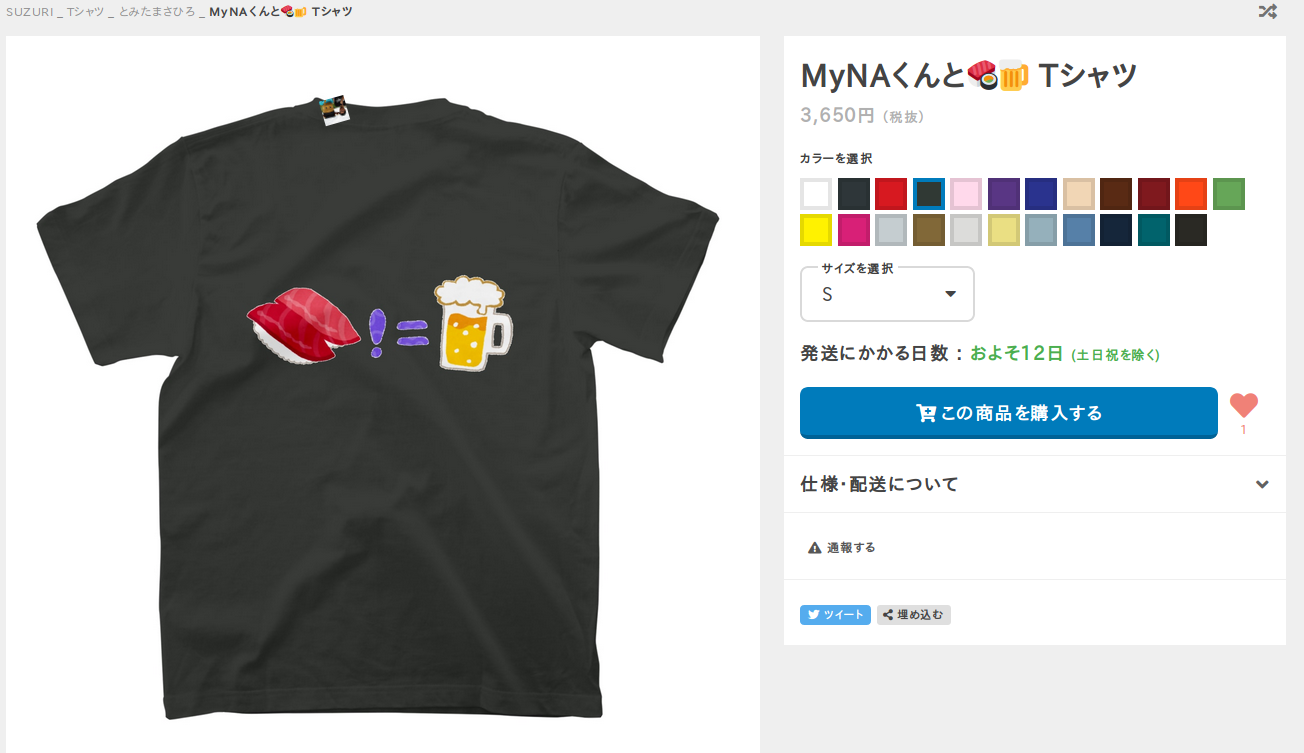 SUZURI _ Tシャツ _ とみたまさひろ _ MyNAくんと🍣🍺 Tシャツ
MyNAくんと🍣🍺 Tシャツ
3,650円 (税抜)
カラーを選択
サイズを選択
S
発送にかかる日数 : およそ12日 (土日祝を除く)
この商品を購入する
1
仕様・配送について
通報する
ツイート
埋め込む
! =